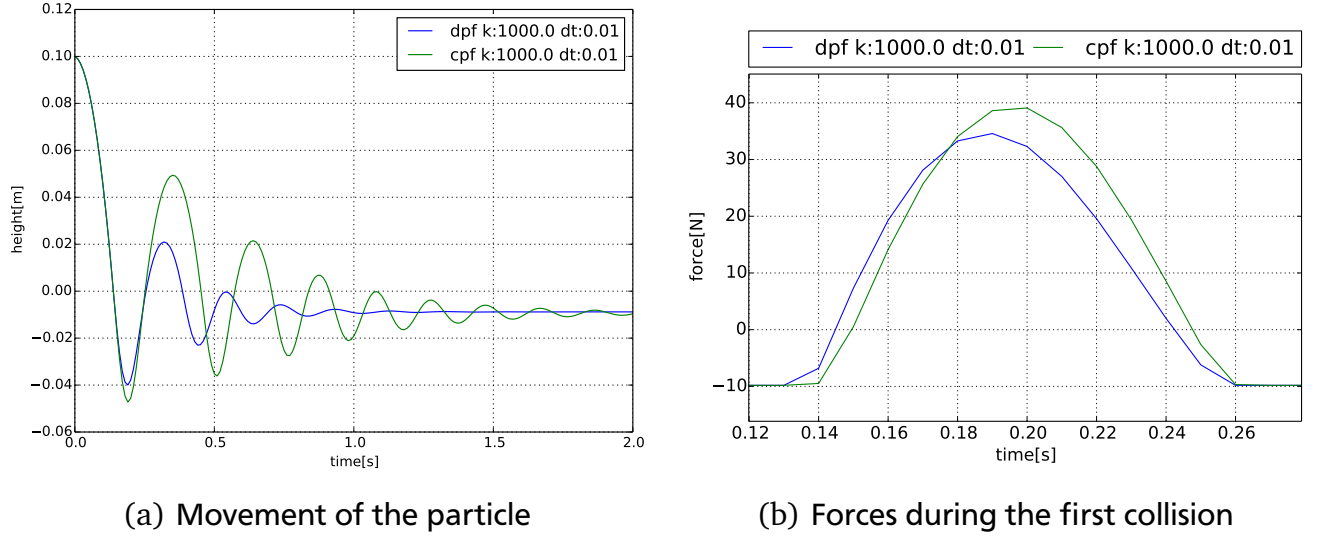 0.12
0.10
0.08
0.06
0.04
0.02
0.00
−0.02
−0.04
−0.06
height[m]
dpf k:1000.0 dt:0.01
cpf k:1000.0 dt:0.01
0.0 0.5 1.0 1.5 2.0
time[s]
(a) Movement of the particle
dpf k:1000.0 dt:0.01 cpf k:1000.0 dt:0.01
40
30
20
10
0
−10
force[N]
0.12 0.14 0.16 0.18 0.20 0.22 0.24 0.26
time[s]
(b) Forces during the first collision